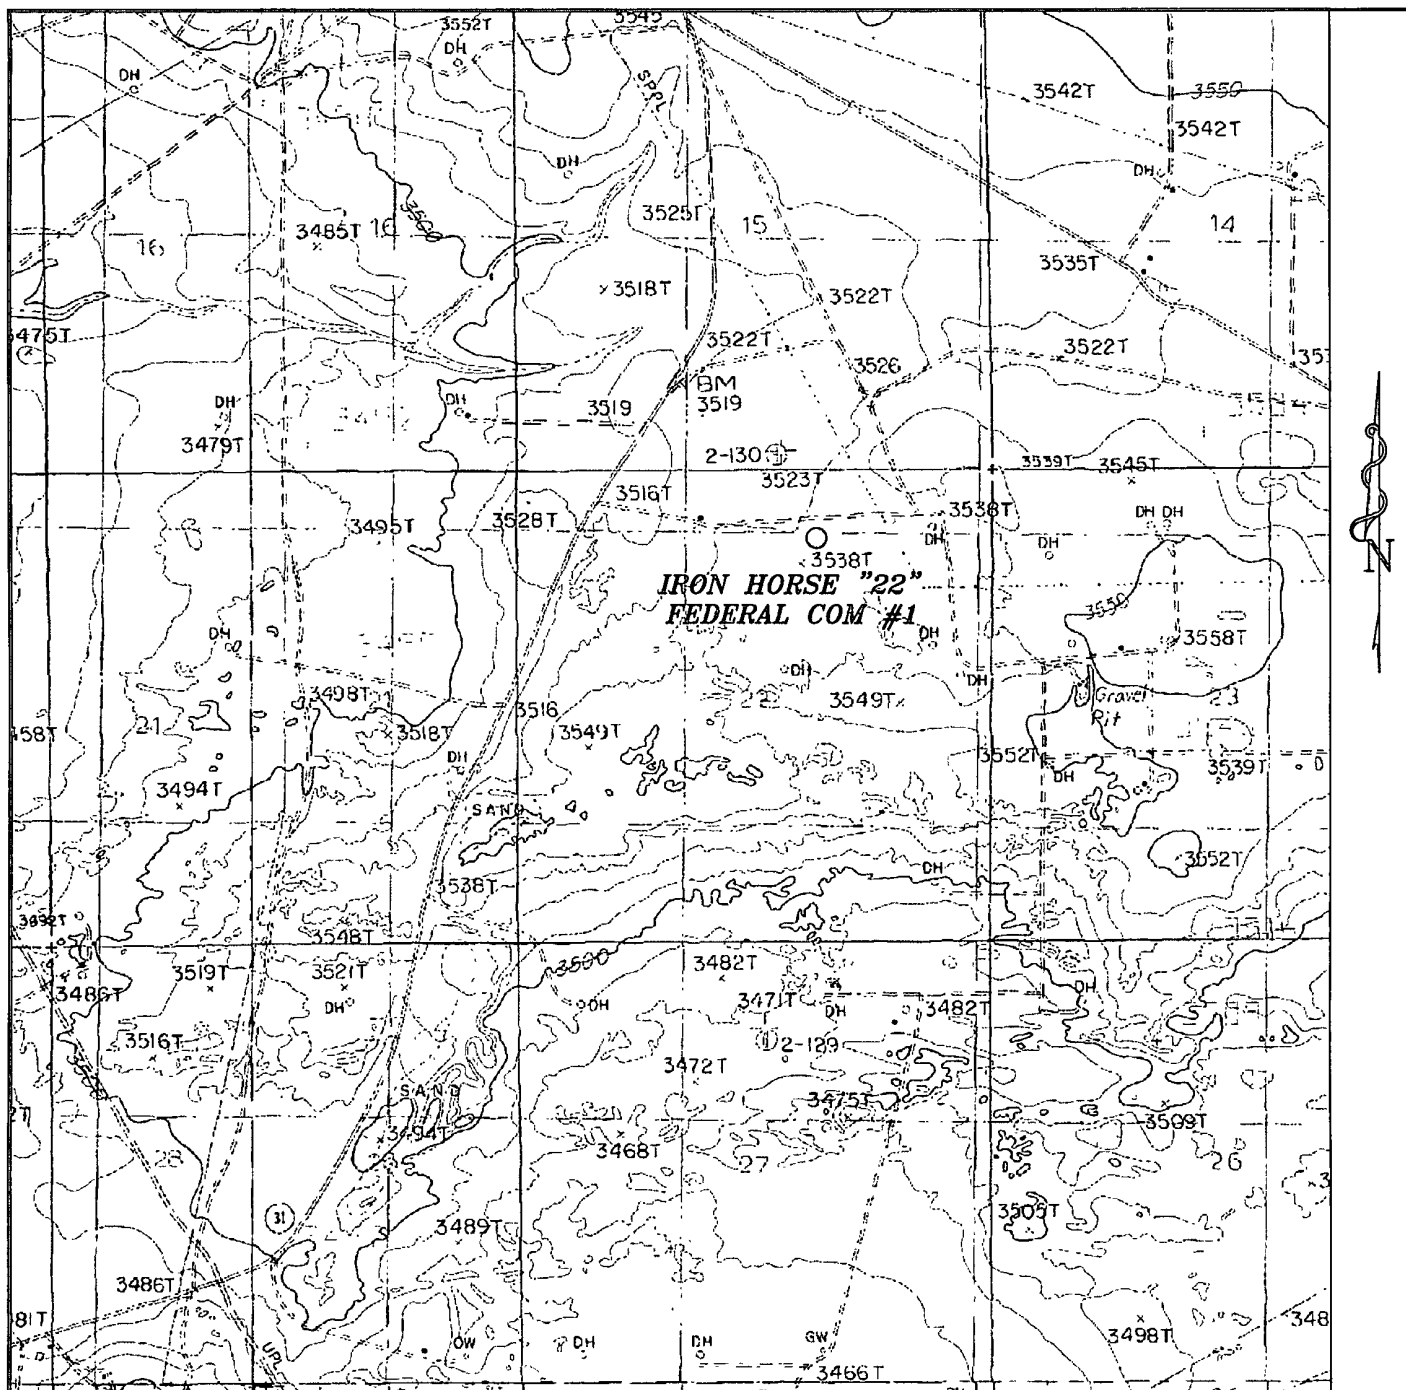 3545
3552T
DH
DH
SPPL
3542T
3550
3542T
DH
DH
3500
3525T
15
14
16
3485T
16
3535T
3518T
3522T
3475T
3522T
3522T
3526
BM
DH
DH
3519
3519
3479T
2-130
3539T
3545T
3523T
3516T
3538T
3528T
3495T
DH
DH
DH
DH
3538T
IRON HORSE "22"
FEDERAL COM #1
3550
DH
DH
3558T
DH
DH
3498T
22
3549T
Gravel
Pit
23
3516
21
3518T
3549T
3552T
DH
DH
3539T
3494T
SAND
3552T
DH
3538T
3492T
3548T
3500
3482T
3519T
3521T
3486T
DH
DH
3471T
DH
3482T
DH
3516T
2-129
3500
3472T
SAND
3475T
3509T
3494T
28
3468T
27
26
31
3505T
3489T
3486T
3498T
UPL
OW
DH
DH
GW
3466T
N